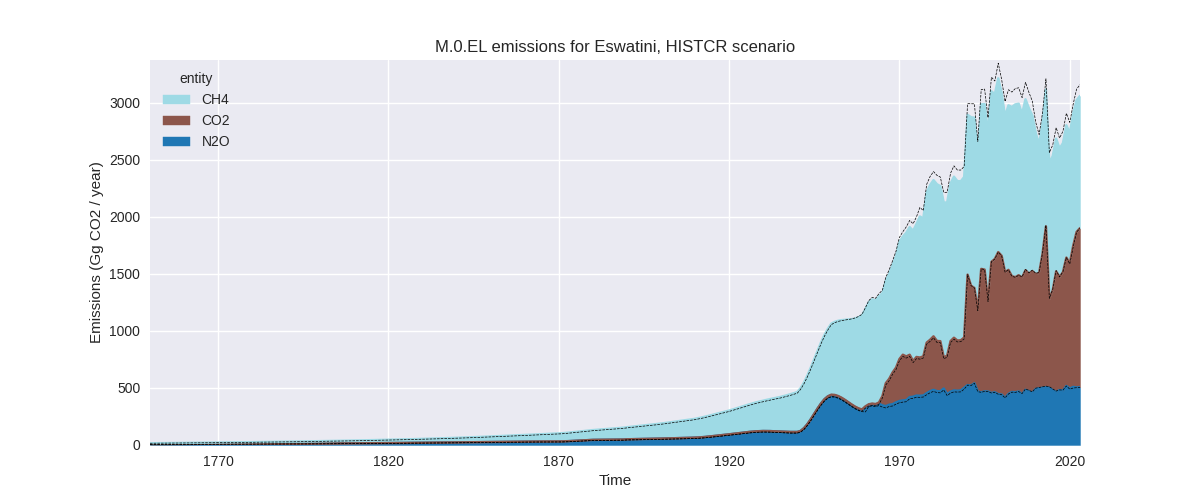 M.0.EL emissions for Eswatini, HISTCR scenario
entity
CH4
CO2
N2O
Emissions (Gg CO2 / year)
3000
2500
2000
1500
1000
500
0
1770 1820 1870 1920 1970 2020
Time